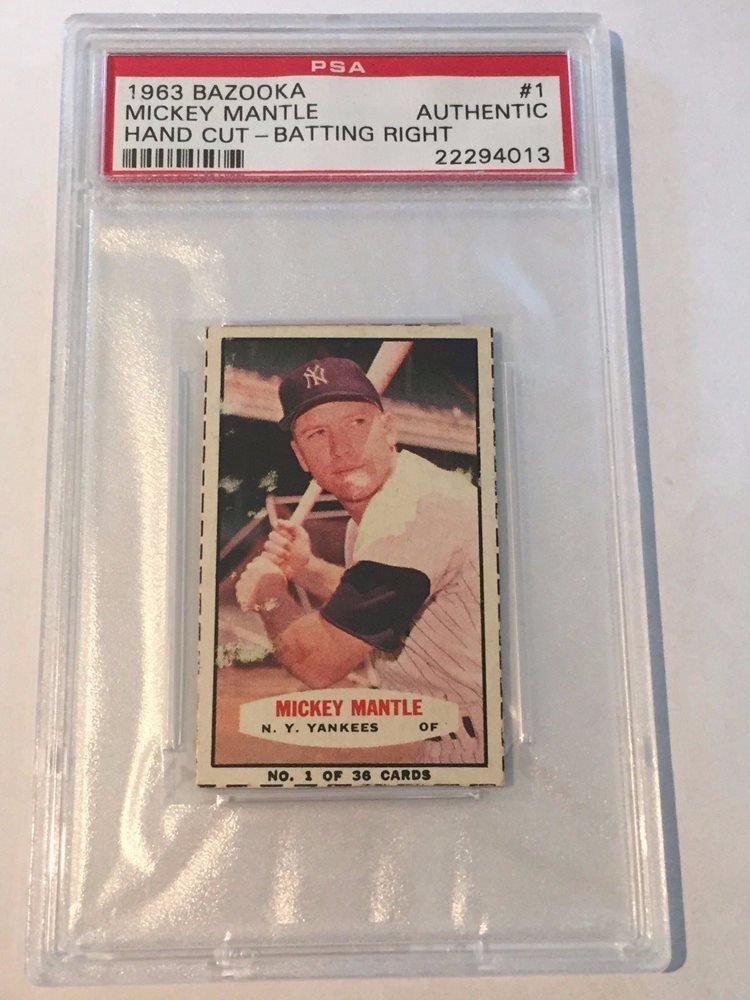 PSA
1963 BAZOOKA #1
MICKEY MANTLE AUTHENTIC
HAND CUT - BATTING RIGHT
22294013
NY
MICKEY MANTLE
N. Y. YANKEES OF
NO. 1 OF 36 CARDS